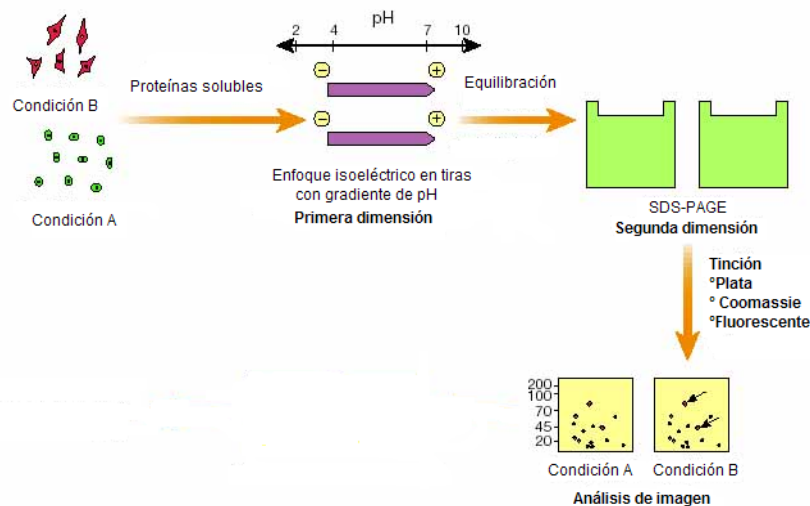 pH
2 4 7 10
Condición B
Proteínas solubles
Equilibración
− +
− +
Condición A
Enfoque isoeléctrico en tiras
con gradiente de pH
Primera dimensión
SDS-PAGE
Segunda dimensión
Tinción
°Plata
° Coomassie
°Fluorescente
200
100
70
45
20
Condición A Condición B
Análisis de imagen